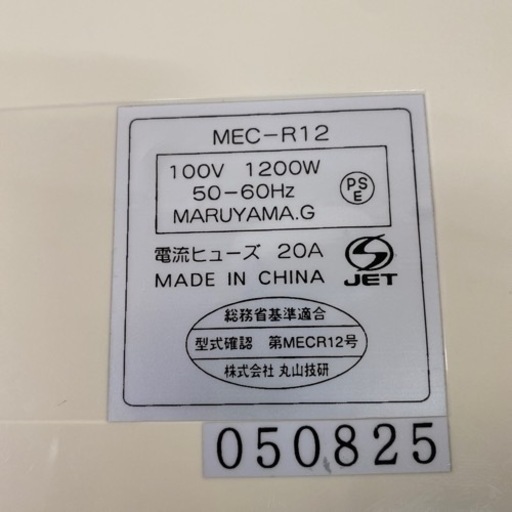 MEC-R12
100V 1200W
50-60Hz
MARUYAMA.G
PS
E
電流ヒューズ 20A
MADE IN CHINA
JET
総務省基準適合
型式確認 第MECR12号
株式会社 丸山技研
050825